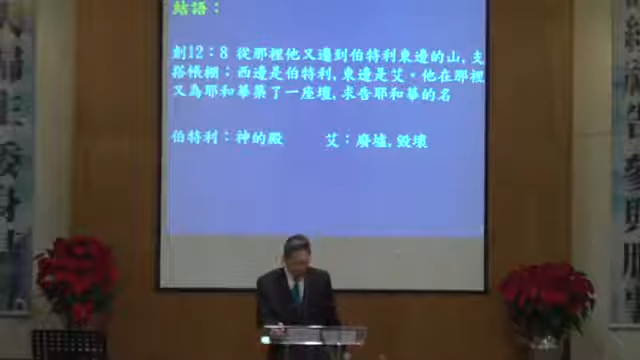 結語：
創12：8 從那裡他又遷到伯特利東邊的山, 支
搭帳棚；西邊是伯特利, 東邊是艾。他在那裡
又為耶和華築了一座壇, 求告耶和華的名
伯特利：神的殿　　艾：廢墟, 毀壞